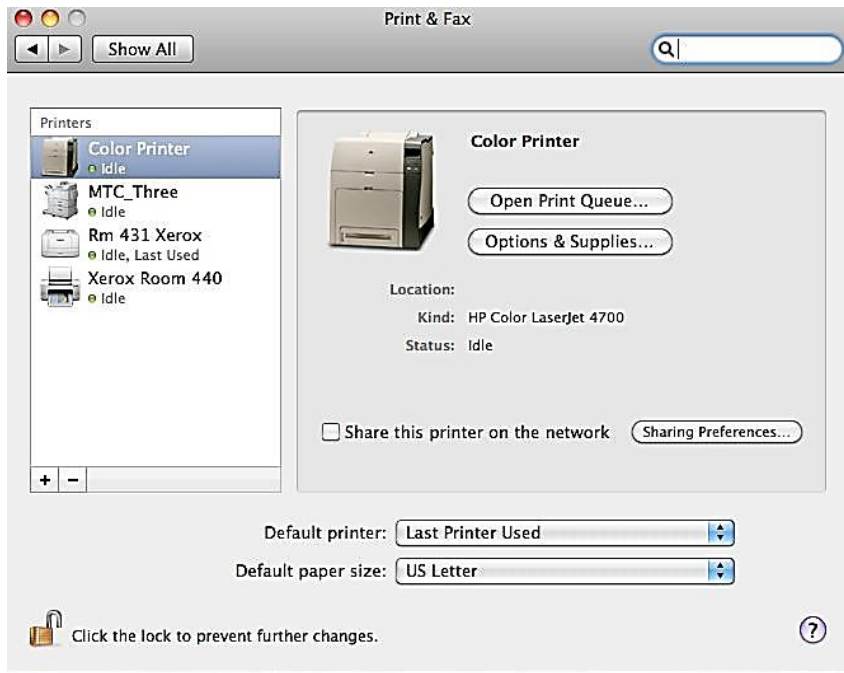 Print & Fax
Show All
Printers
Color Printer
Idle
MTC_Three
Idle
Rm 431 Xerox
Idle, Last Used
Xerox Room 440
Idle
Color Printer
Open Print Queue...
Options & Supplies...
Location:
Kind: HP Color LaserJet 4700
Status: Idle
Share this printer on the network Sharing Preferences...
+ −
Default printer: Last Printer Used
Default paper size: US Letter
Click the lock to prevent further changes. ?